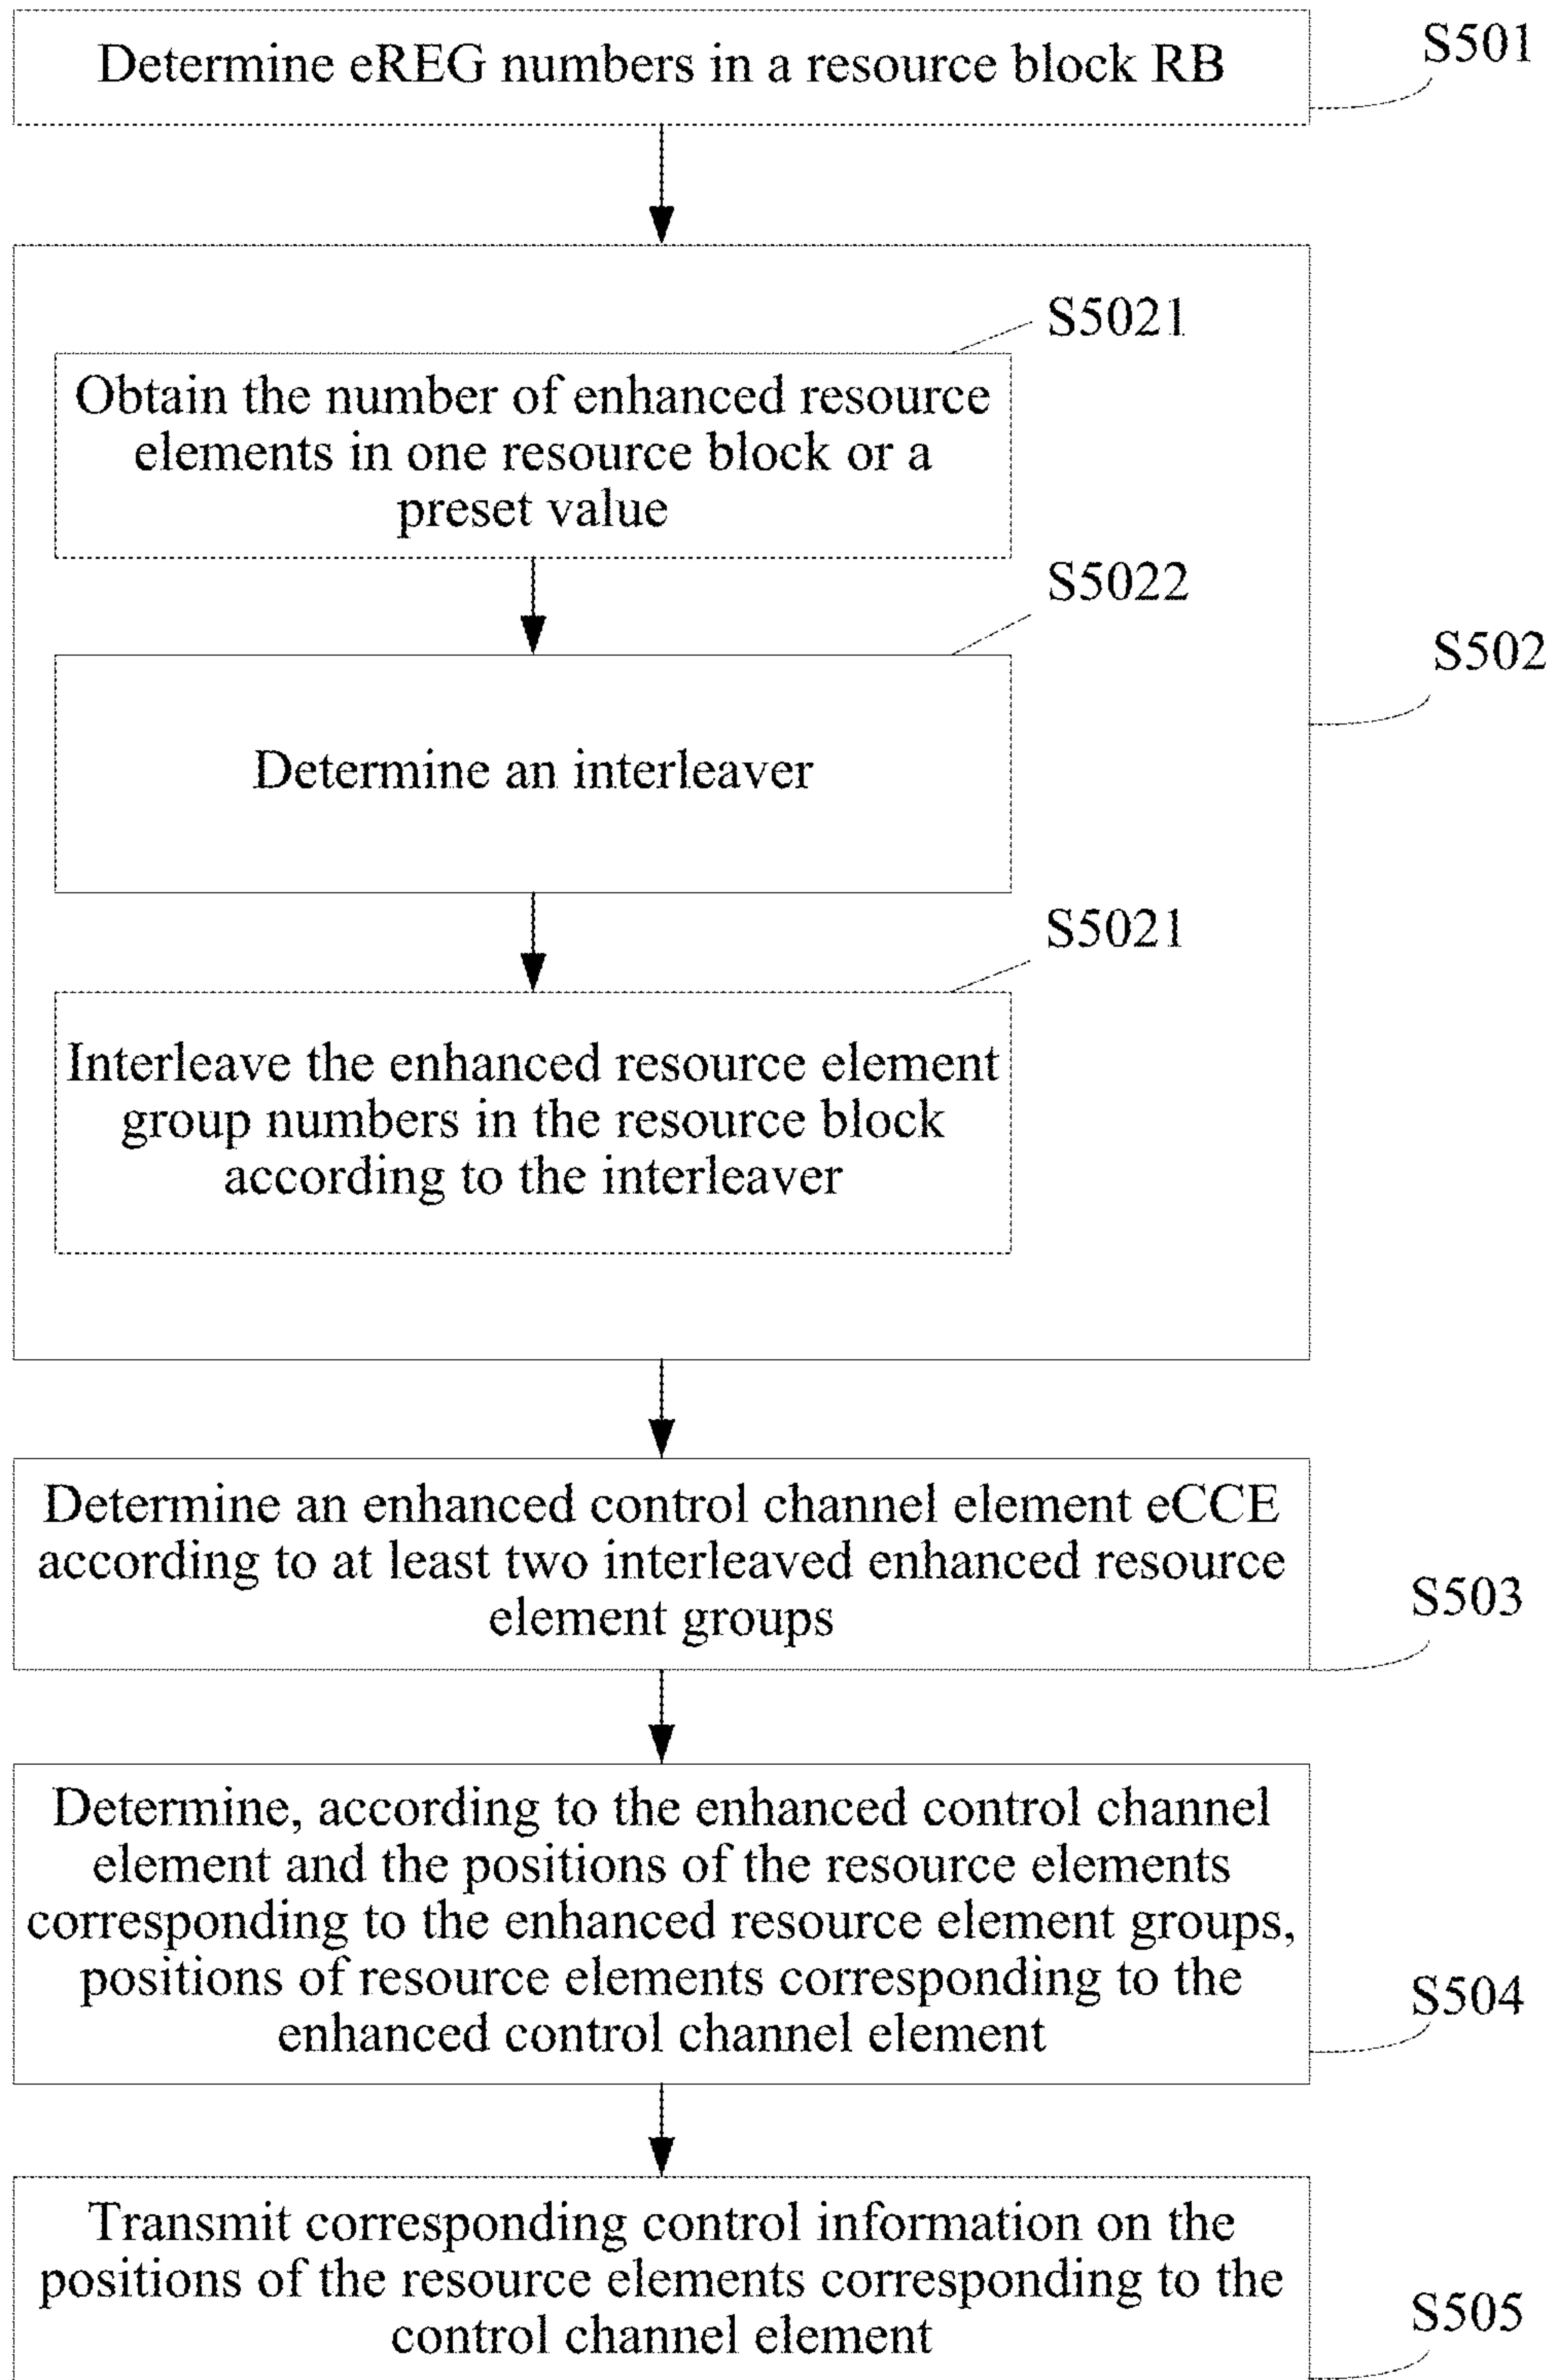 Determine eREG numbers in a resource block RB
S501
S5021
Obtain the number of enhanced resource
elements in one resource block or a
preset value
S5022
S502
Determine an interleaver
S5021
Interleave the enhanced resource element
group numbers in the resource block
according to the interleaver
Determine an enhanced control channel element eCCE
according to at least two interleaved enhanced resource
element groups
S503
Determine, according to the enhanced control channel
element and the positions of the resource elements
corresponding to the enhanced resource element groups,
positions of resource elements corresponding to the
enhanced control channel element
S504
Transmit corresponding control information on the
positions of the resource elements corresponding to the
control channel element
S505